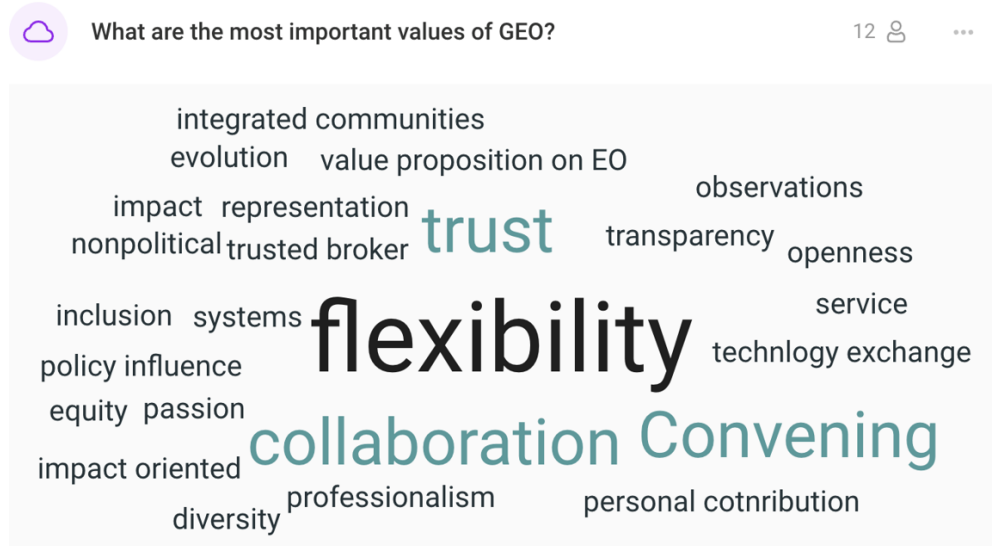 What are the most important values of GEO?
12
integrated communities
evolution
value proposition on EO
observations
impact
representation
trust
transparency
nonpolitical
trusted broker
openness
inclusion
systems
flexibility
service
policy influence
technlogy exchange
equity
passion
collaboration
Convening
impact oriented
professionalism
personal cotnribution
diversity